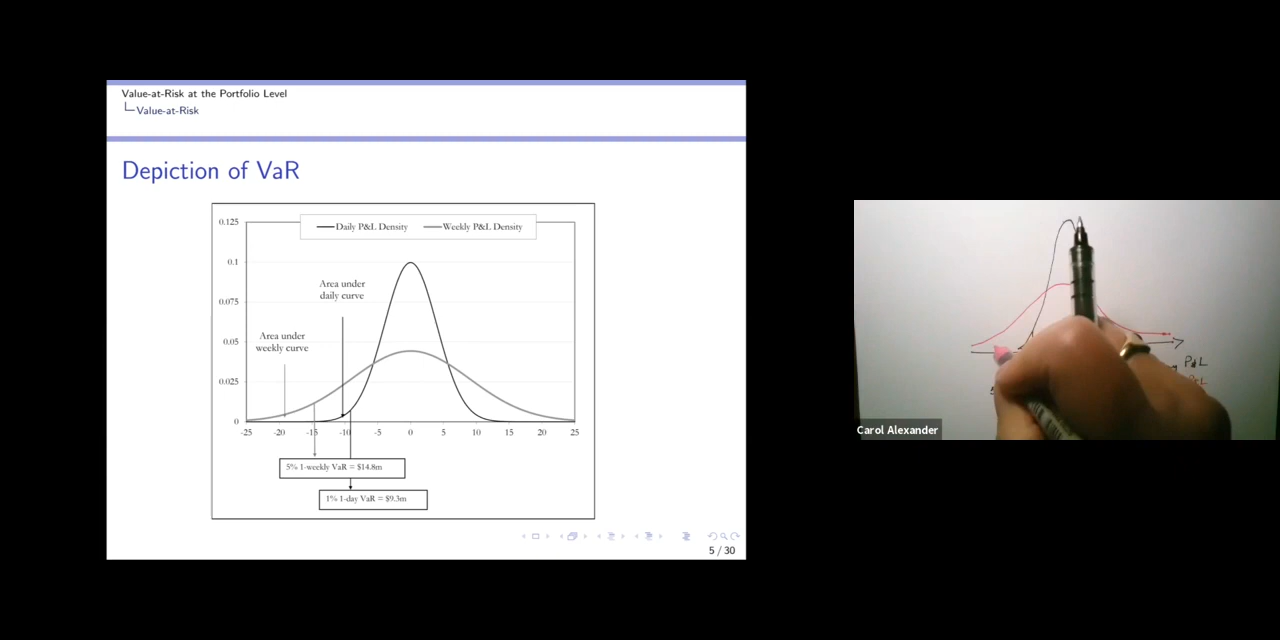 Value-at-Risk at the Portfolio Level
Value-at-Risk
Depiction of VaR
Daily P&L Density
Weekly P&L Density
0.125
0.1
0.075
0.05
0.025
0
Area under
daily curve
Area under
weekly curve
-25
-20
-15
-10
-5
0
5
10
15
20
25
5% 1-weekly VaR = $14.8m
1% 1-day VaR = $9.3m
5 / 30
P&L
P&L
Carol Alexander